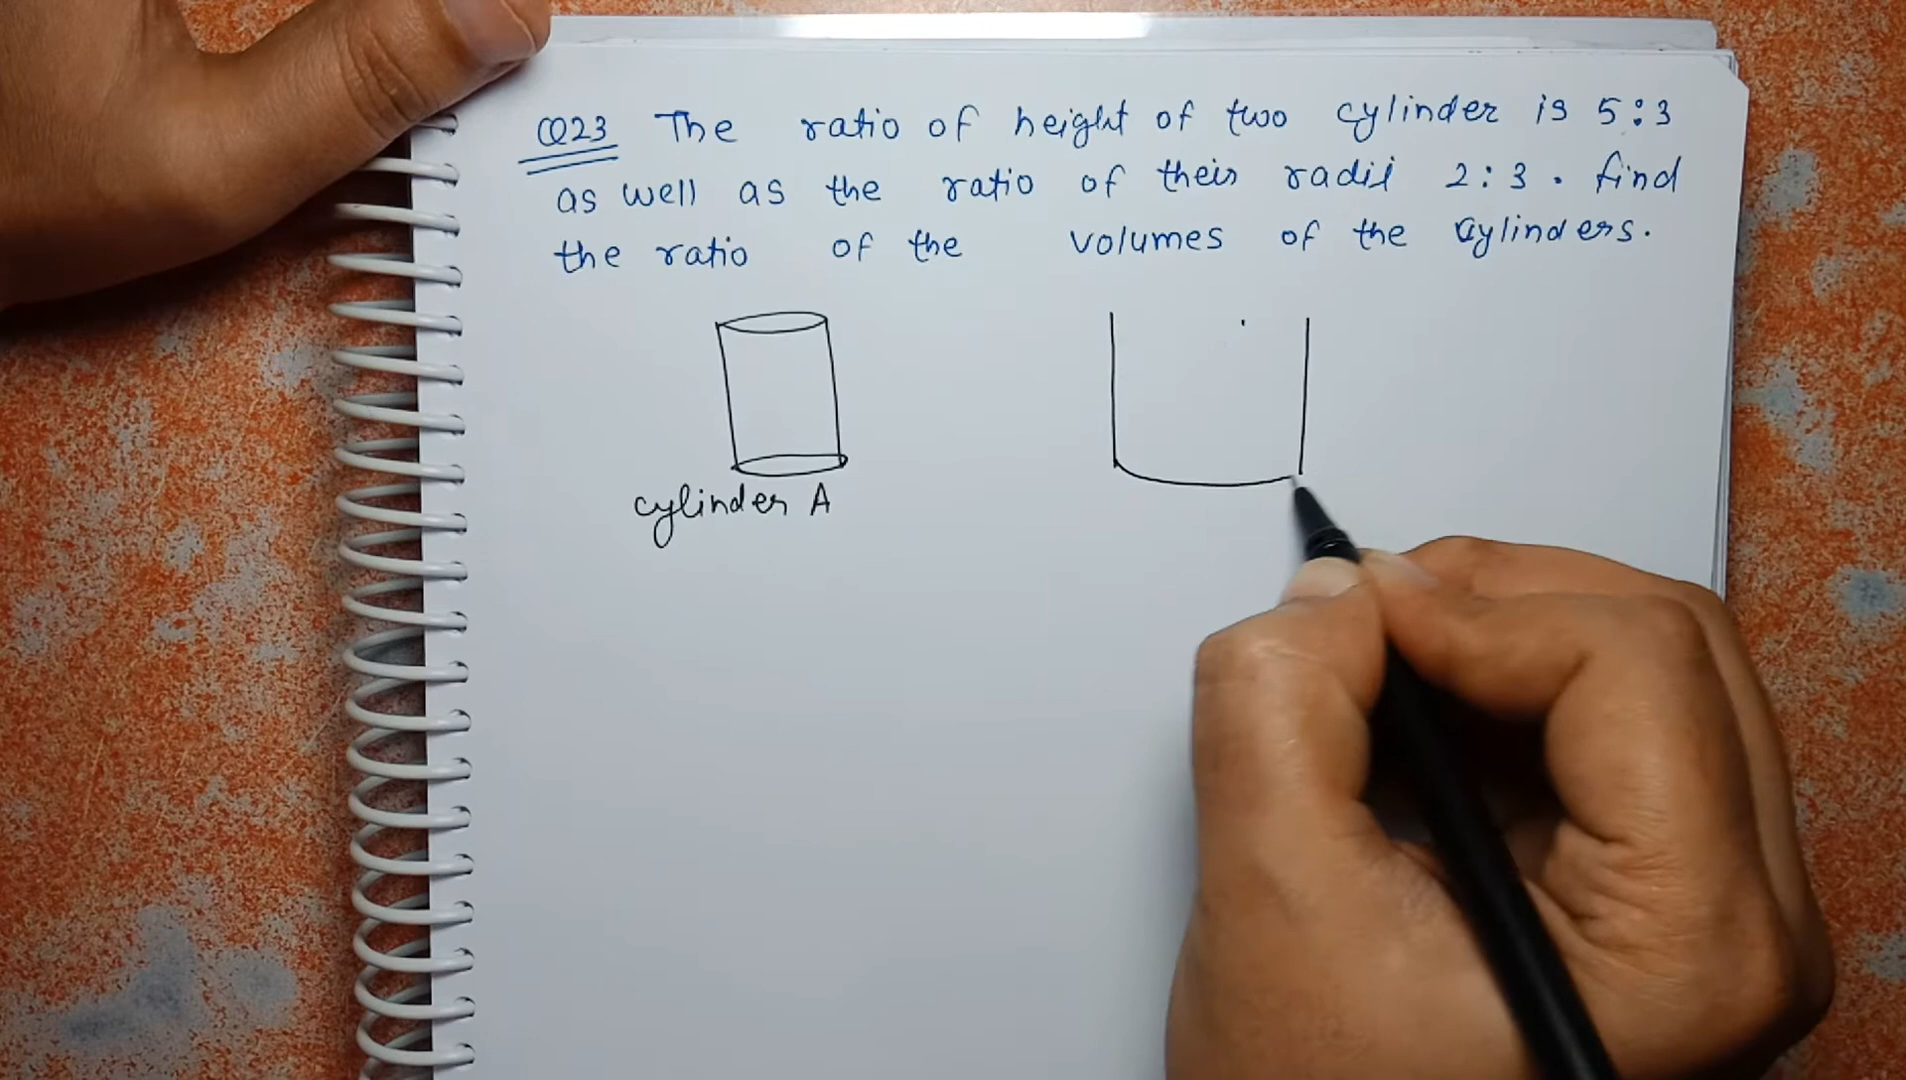 Q23 The ratio of height of two cylinder is 5:3
as well as the ratio of their radii 2:3. find
the ratio of the volumes of the cylinders.
cylinder A